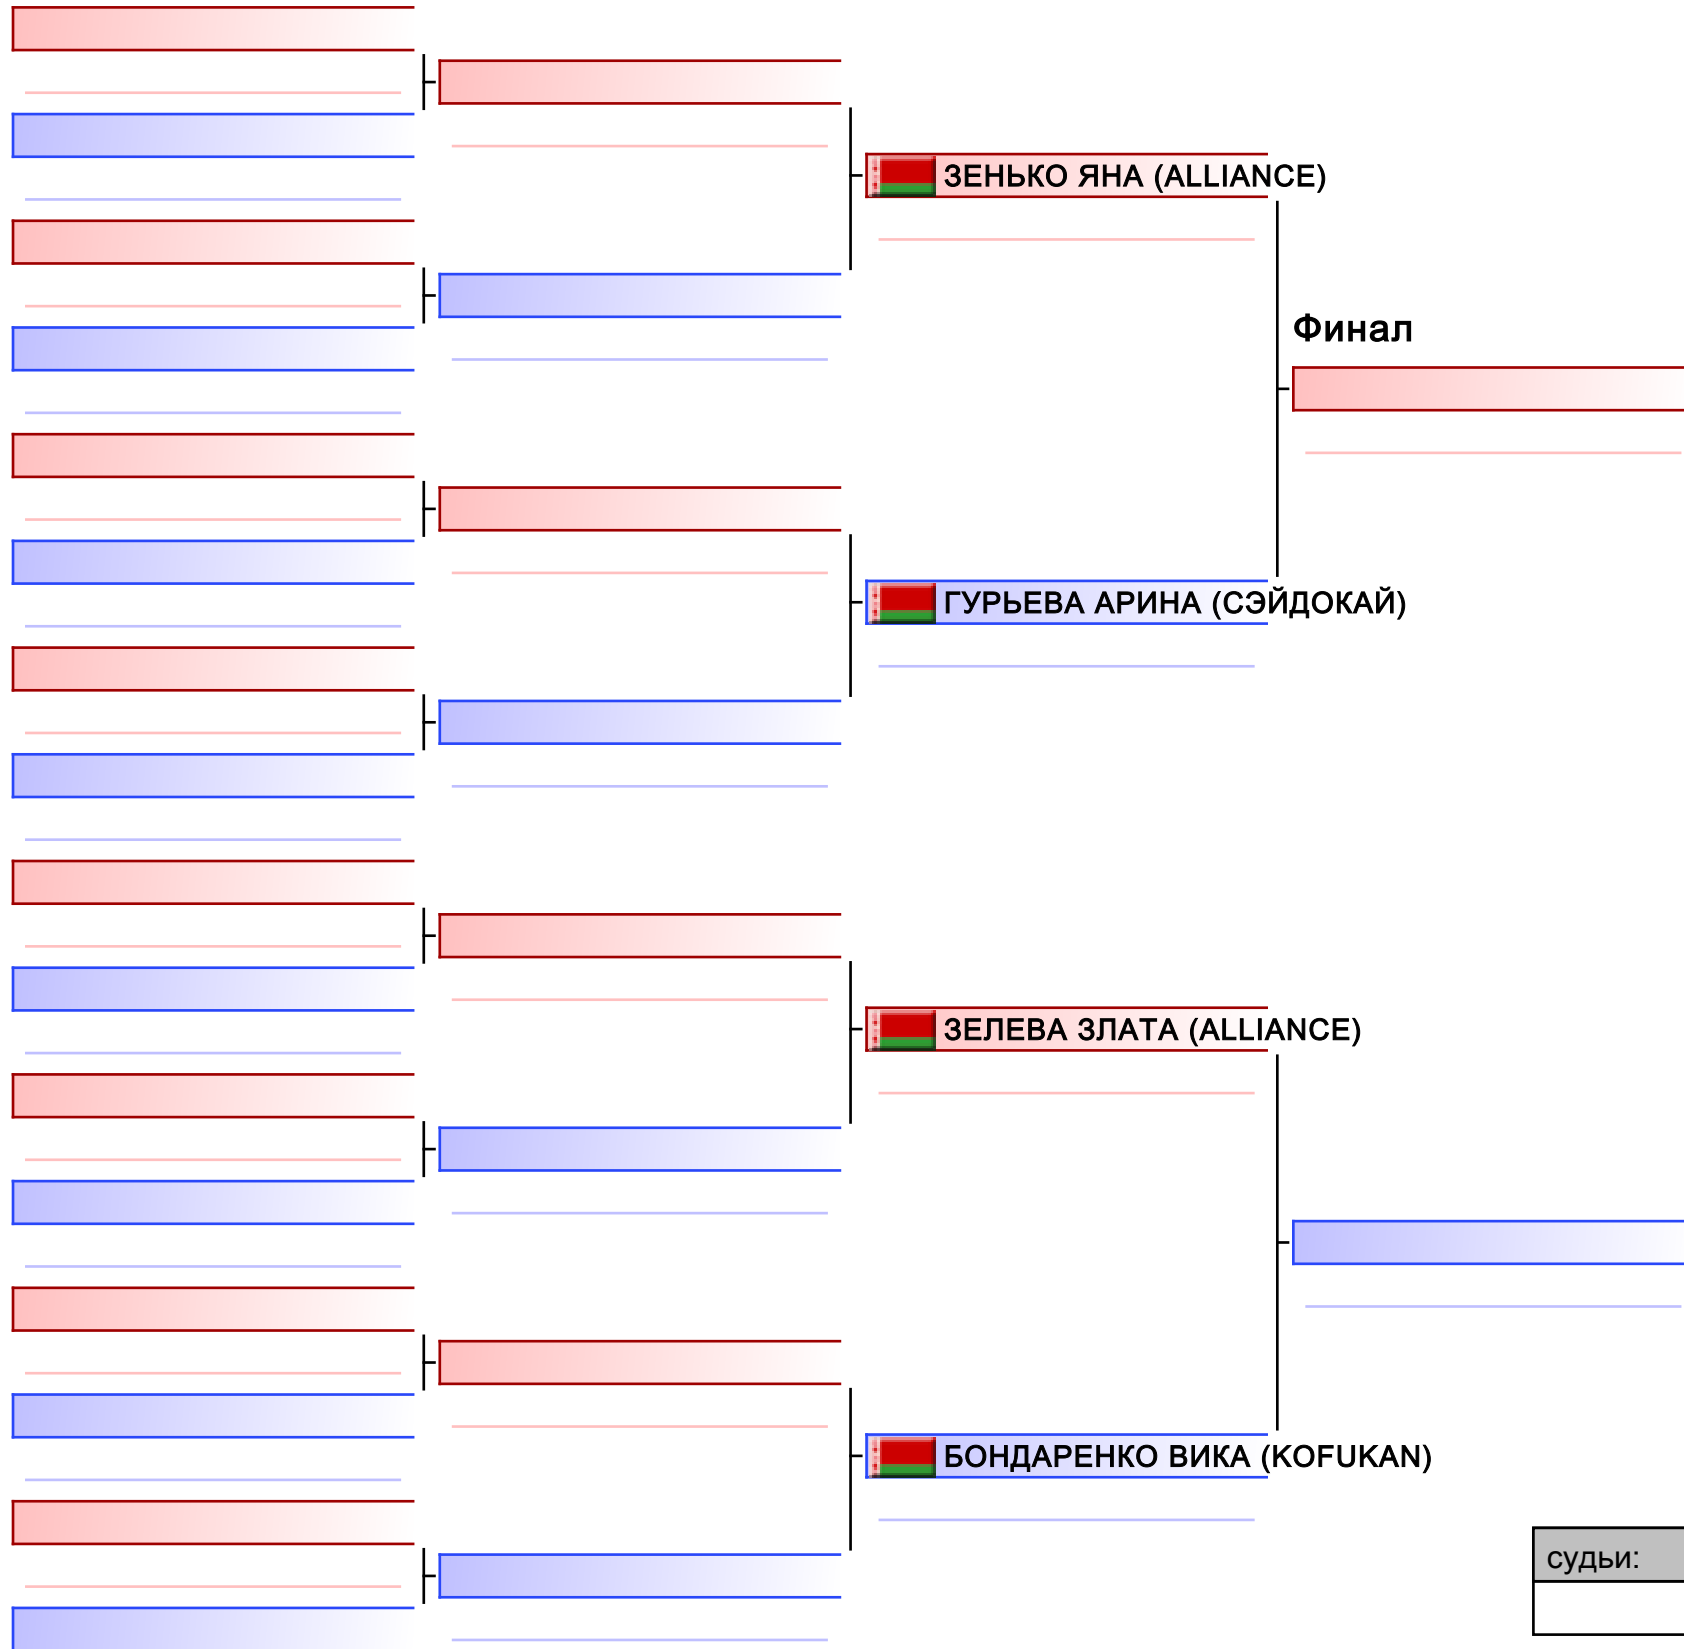 ЗЕНЬКО ЯНА (ALLIANCE)
Финал
ГУРЬЕВА АРИНА (СЭЙДОКАЙ)
ЗЕЛЕВА ЗЛАТА (ALLIANCE)
БОНДАРЕНКО ВИКА (KOFUKAN)
судьи: